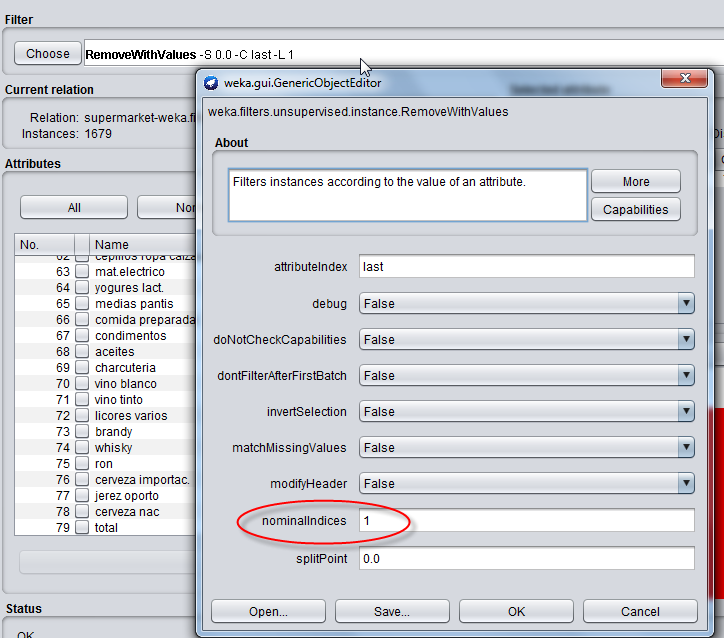 Filter
Choose
RemoveWithValues -S 0.0 -C last -L 1
weka.gui.GenericObjectEditor
Current relation
Relation: supermarket-weka.fi
Instances: 1679
weka.filters.unsupervised.instance.RemoveWithValues
About
Filters instances according to the value of an attribute.
More
Capabilities
Attributes
All
Non
No. Name
62 cepillos ropa calza
63 mat.electrico
64 yogures lact.
65 medias pantis
66 comida preparada
67 condimentos
68 aceites
69 charcuteria
70 vino blanco
71 vino tinto
72 licores varios
73 brandy
74 whisky
75 ron
76 cerveza importac.
77 jerez oporto
78 cerveza nac
79 total
attributeIndex last
debug False
doNotCheckCapabilities False
dontFilterAfterFirstBatch False
invertSelection False
matchMissingValues False
modifyHeader False
nominalIndices 1
splitPoint 0.0
Open...
Save...
OK
Cancel
Status
OK